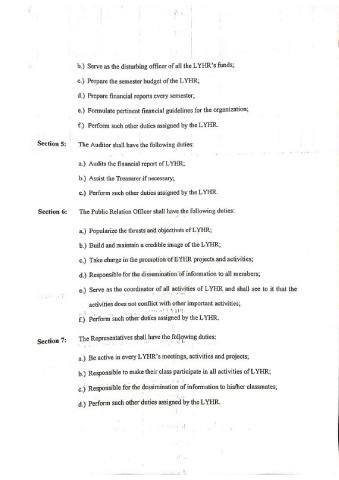 b.) Serve as the disturbing officer of all the LYHR's funds;
c.) Prepare the semester budget of the LYHR;
d.) Prepare financial reports every semester;
e.) Formulate pertinent financial guidelines for the organization;
f.) Perform such other duties assigned by the LYHR.
Section 5: The Auditor shall have the following duties:
a.) Audits the financial report of LYHR;
b.) Assist the Treasurer if necessary;
c.) Perform such other duties assigned by the LYHR.
Section 6: The Public Relation Officer shall have the following duties:
a.) Popularize the thrusts and objectives of LYHR;
b.) Build and maintain a credible image of the LYHR;
c.) Take charge in the promotion of EYHR projects and activities;
d.) Responsible for the dissemination of information to all members;
e.) Serve as the coordinator of all activities of LYHR and shall see to it that the
activities does not conflict with other important activities;
f.) Perform such other duties assigned by the LYHR.
Section 7: The Representatives shall have the following duties:
a.) Be active in every LYHR's meetings, activities and projects;
b.) Responsible to make their class participate in all activities of LYHR;
c.) Responsible for the dessimination of information to his/her classmates;
d.) Perform such other duties assigned by the LYHR.